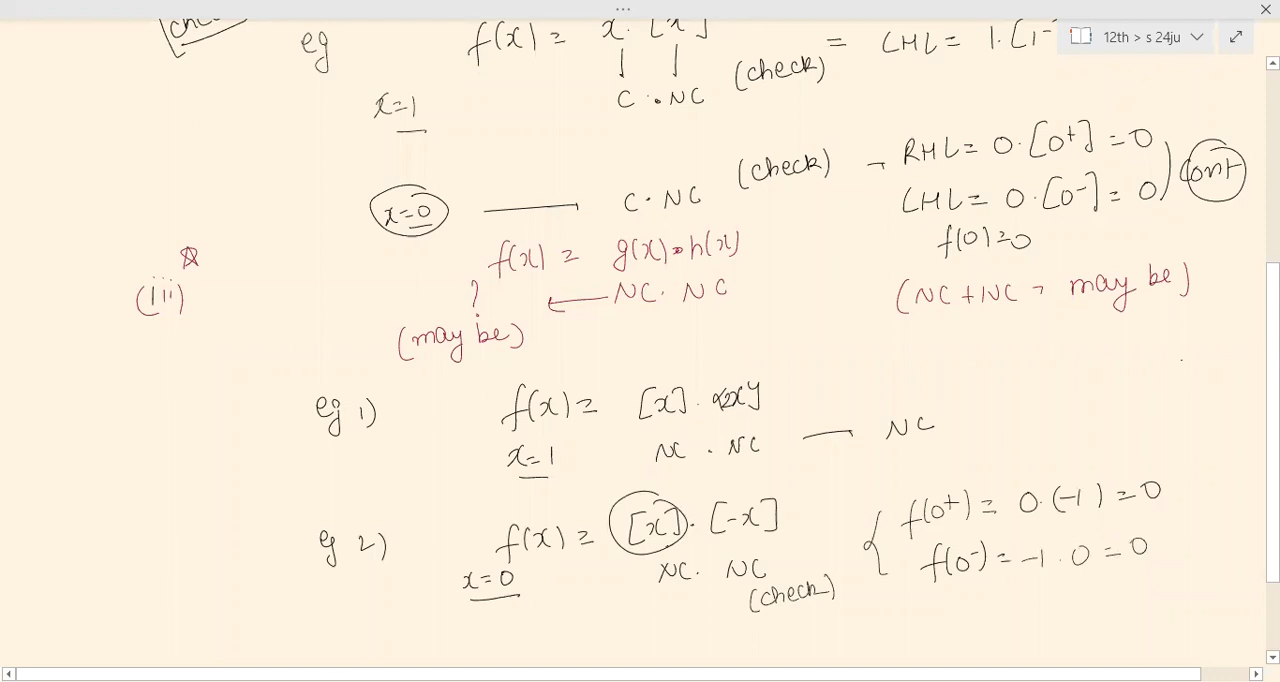 12th > s 24ju
eg f(x) = x. [x] = LHL = 1. [1-
C . NC (check)
x=1
x=0 — C . NC (check) → RHL = 0. [0+] = 0
LHL = 0. [0-] = 0 Cont
f(0) = 0
(iii) f(x) = g(x) . h(x)
? ← NC . NC (NC + NC → may be)
(may be)
eg 1) f(x) = [x] .
x=1 NC . NC — NC
eg 2) f(x) = [x] . [-x] { f(0+) = 0. (-1) = 0
x=0 NC . NC f(0-) = -1 . 0 = 0
(check)